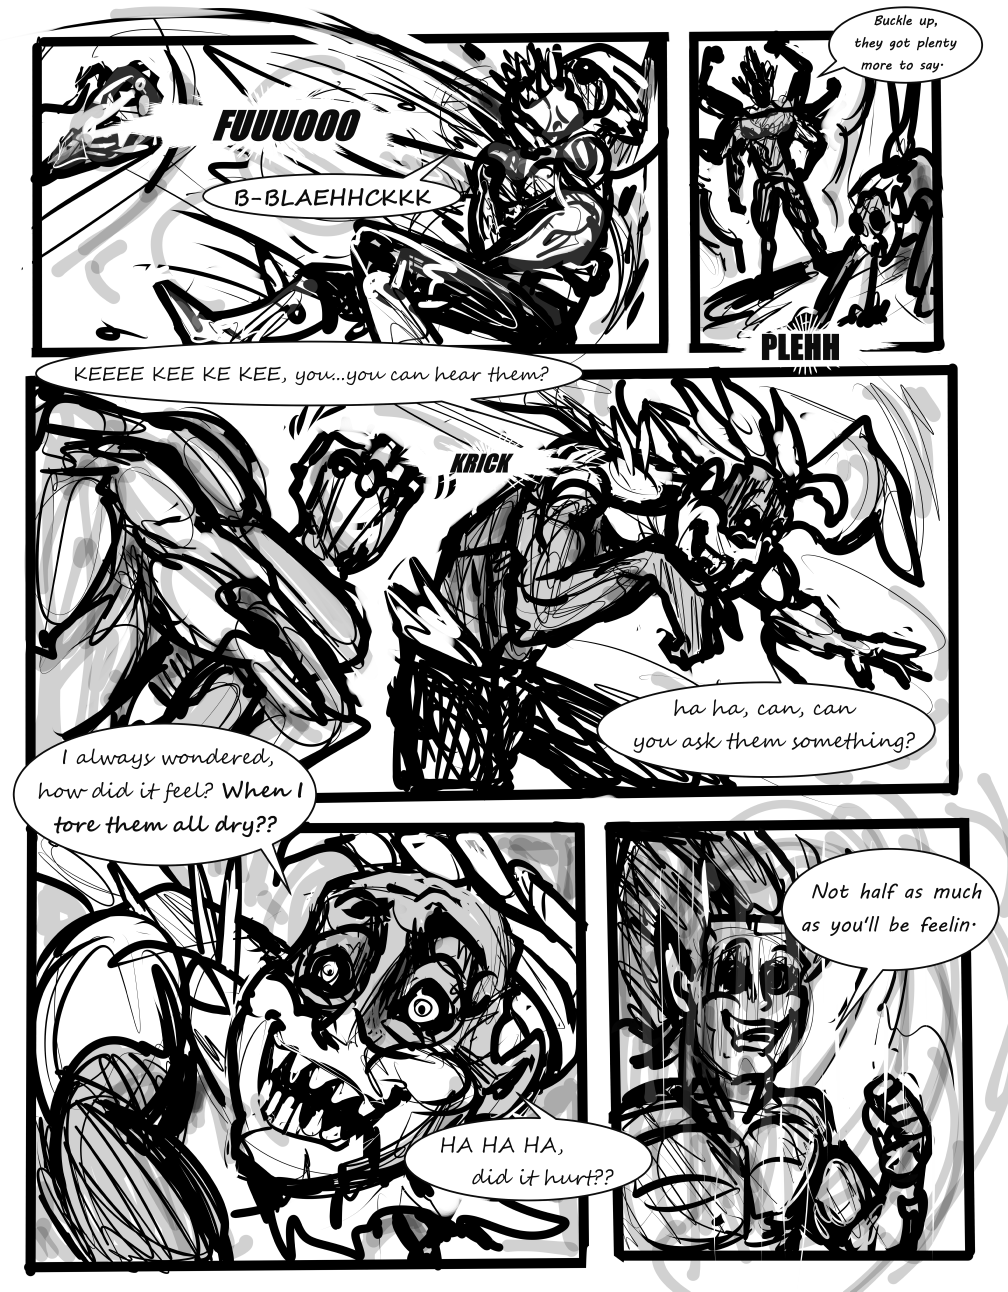 FUUUOOO
B-BLAEHHCKKK
Buckle up,
they got plenty
more to say.
PLEHH
KEEEE KEE KE KEE, you...you can hear them?
KRICK
ha ha, can, can
you ask them something?
I always wondered,
how did it feel? When I
tore them all dry??
HA HA HA,
did it hurt??
Not half as much
as you'll be feelin.